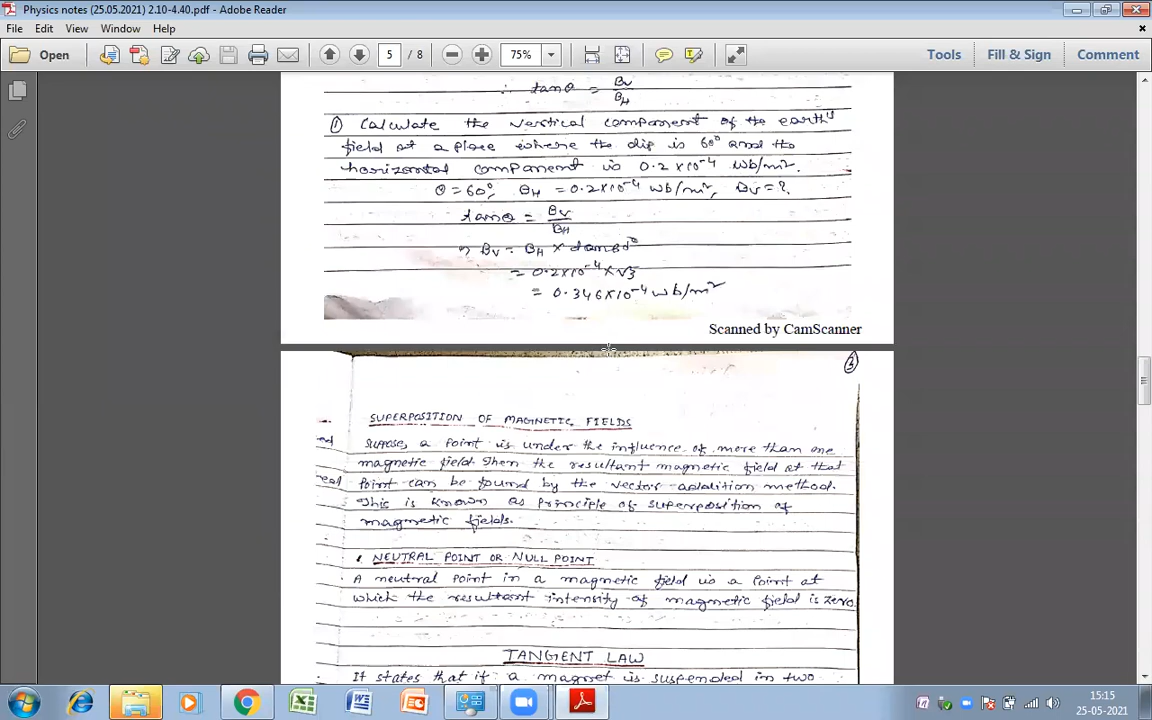 Physics notes (25.05.2021) 2.10-4.40.pdf - Adobe Reader
File Edit View Window Help
Open 5 / 8 75% Tools Fill & Sign Comment
∴ tanθ = Bv/BH
① Calculate the vertical component of the earth's
field at a place where the dip is 60° and the
horizontal component is 0.2×10⁻⁴ Wb/m².
θ = 60°, BH = 0.2×10⁻⁴ wb/m², Bv = ?
tanθ = Bv/BH
⇒ Bv = BH × tan60°
= 0.2×10⁻⁴ × √3
= 0.346×10⁻⁴ wb/m²
Scanned by CamScanner
③
SUPERPOSITION OF MAGNETIC FIELDS
Suppose, a point is under the influence of more than one
magnetic field. Then the resultant magnetic field at that
point can be found by the vector addition method.
This is known as principle of superposition of
magnetic fields.
NEUTRAL POINT OR NULL POINT
A neutral point in a magnetic field is a point at
which the resultant intensity of magnetic field is zero.
TANGENT LAW
It states that if a magnet is suspended in two
15:15
25-05-2021